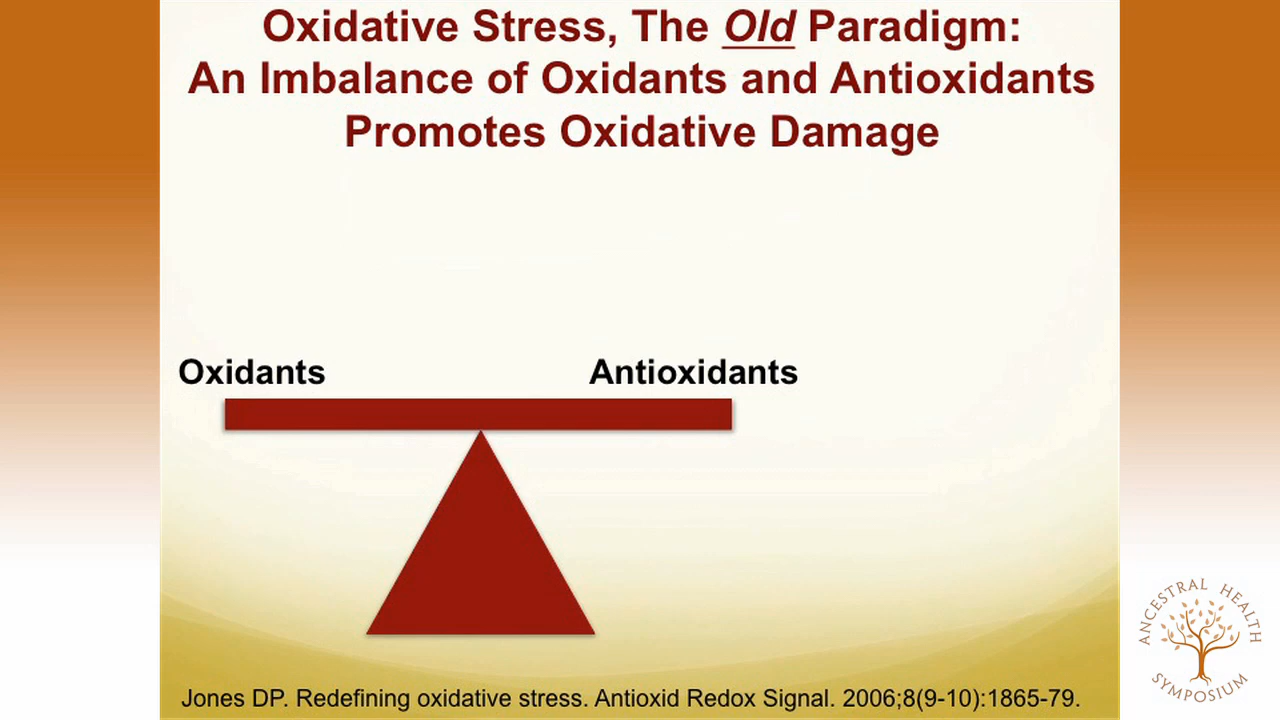 Oxidative Stress, The Old Paradigm:
An Imbalance of Oxidants and Antioxidants
Promotes Oxidative Damage
Oxidants
Antioxidants
ANCESTRAL HEALTH
SYMPOSIUM
Jones DP. Redefining oxidative stress. Antioxid Redox Signal. 2006;8(9-10):1865-79.